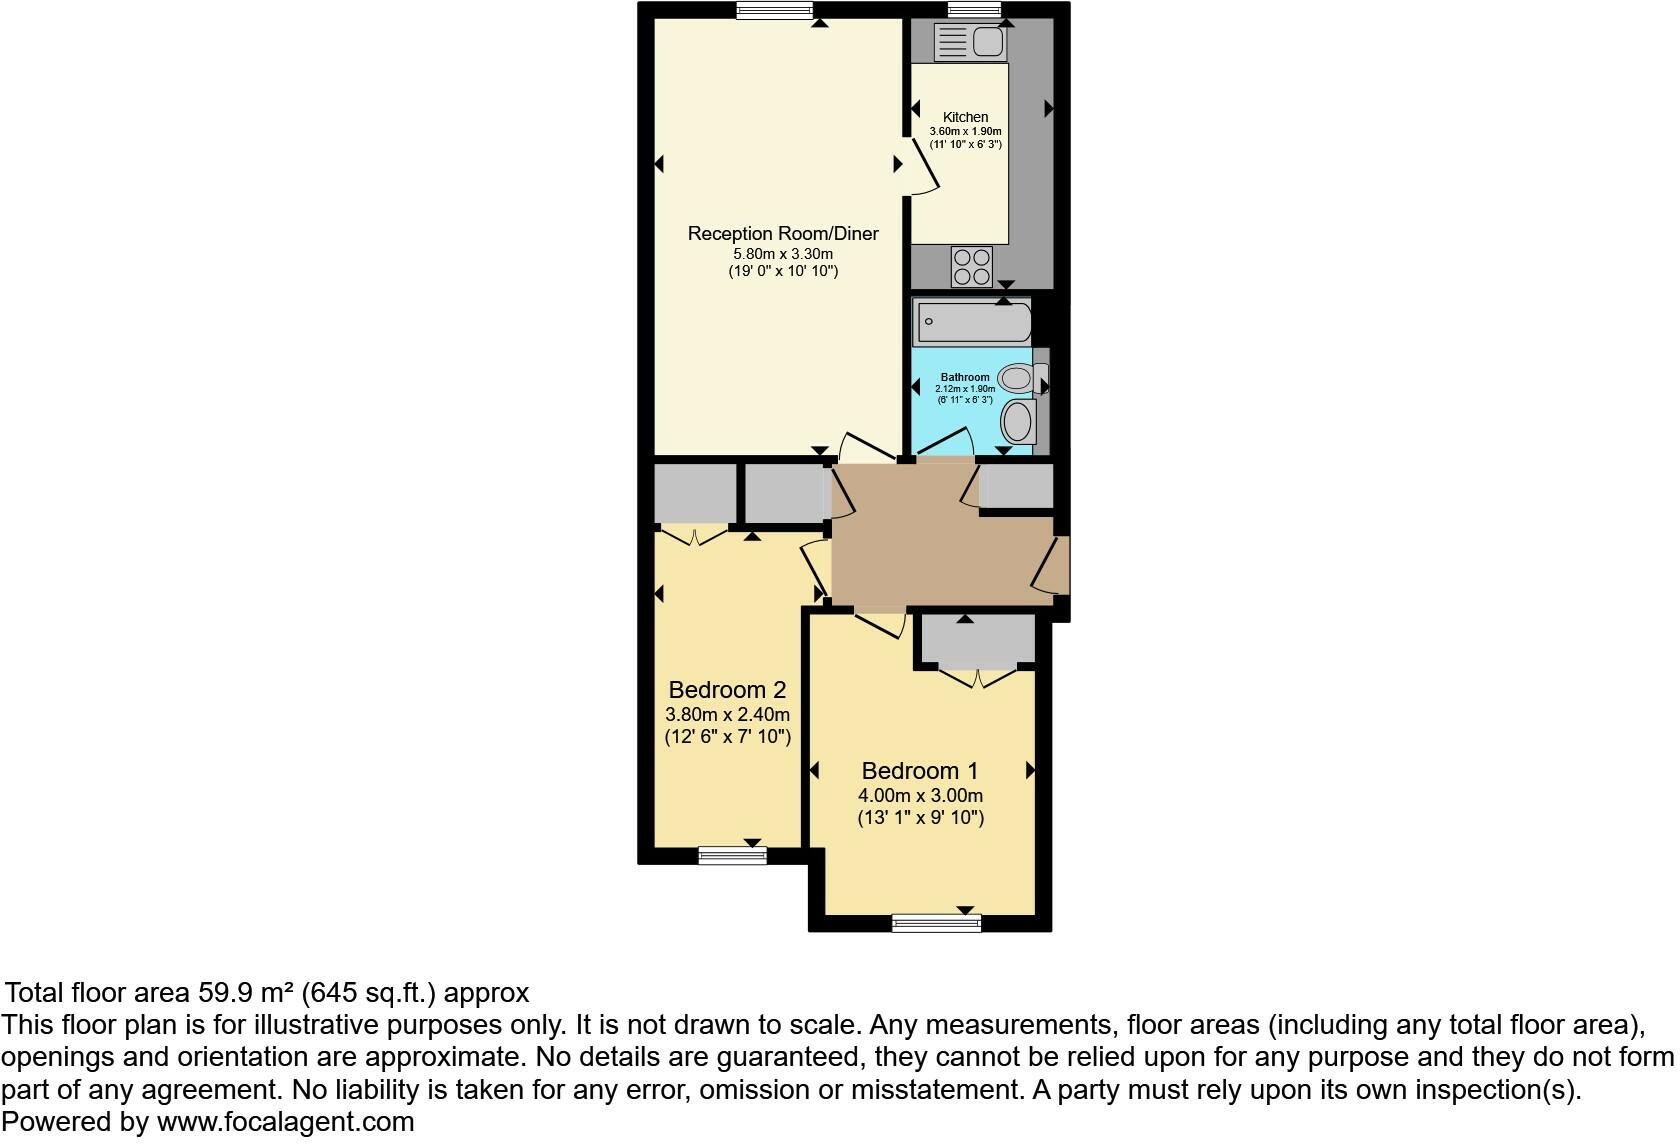 Kitchen
3.60m x 1.90m
(11' 10" x 6' 3")
Reception Room/Diner
5.80m x 3.30m
(19' 0" x 10' 10")
Bathroom
2.12m x 1.90m
(6' 11" x 6' 3")
Bedroom 2
3.80m x 2.40m
(12' 6" x 7' 10")
Bedroom 1
4.00m x 3.00m
(13' 1" x 9' 10")
Total floor area 59.9 m² (645 sq.ft.) approx
This floor plan is for illustrative purposes only. It is not drawn to scale. Any measurements, floor areas (including any total floor area),
openings and orientation are approximate. No details are guaranteed, they cannot be relied upon for any purpose and they do not form
part of any agreement. No liability is taken for any error, omission or misstatement. A party must rely upon its own inspection(s).
Powered by www.focalagent.com